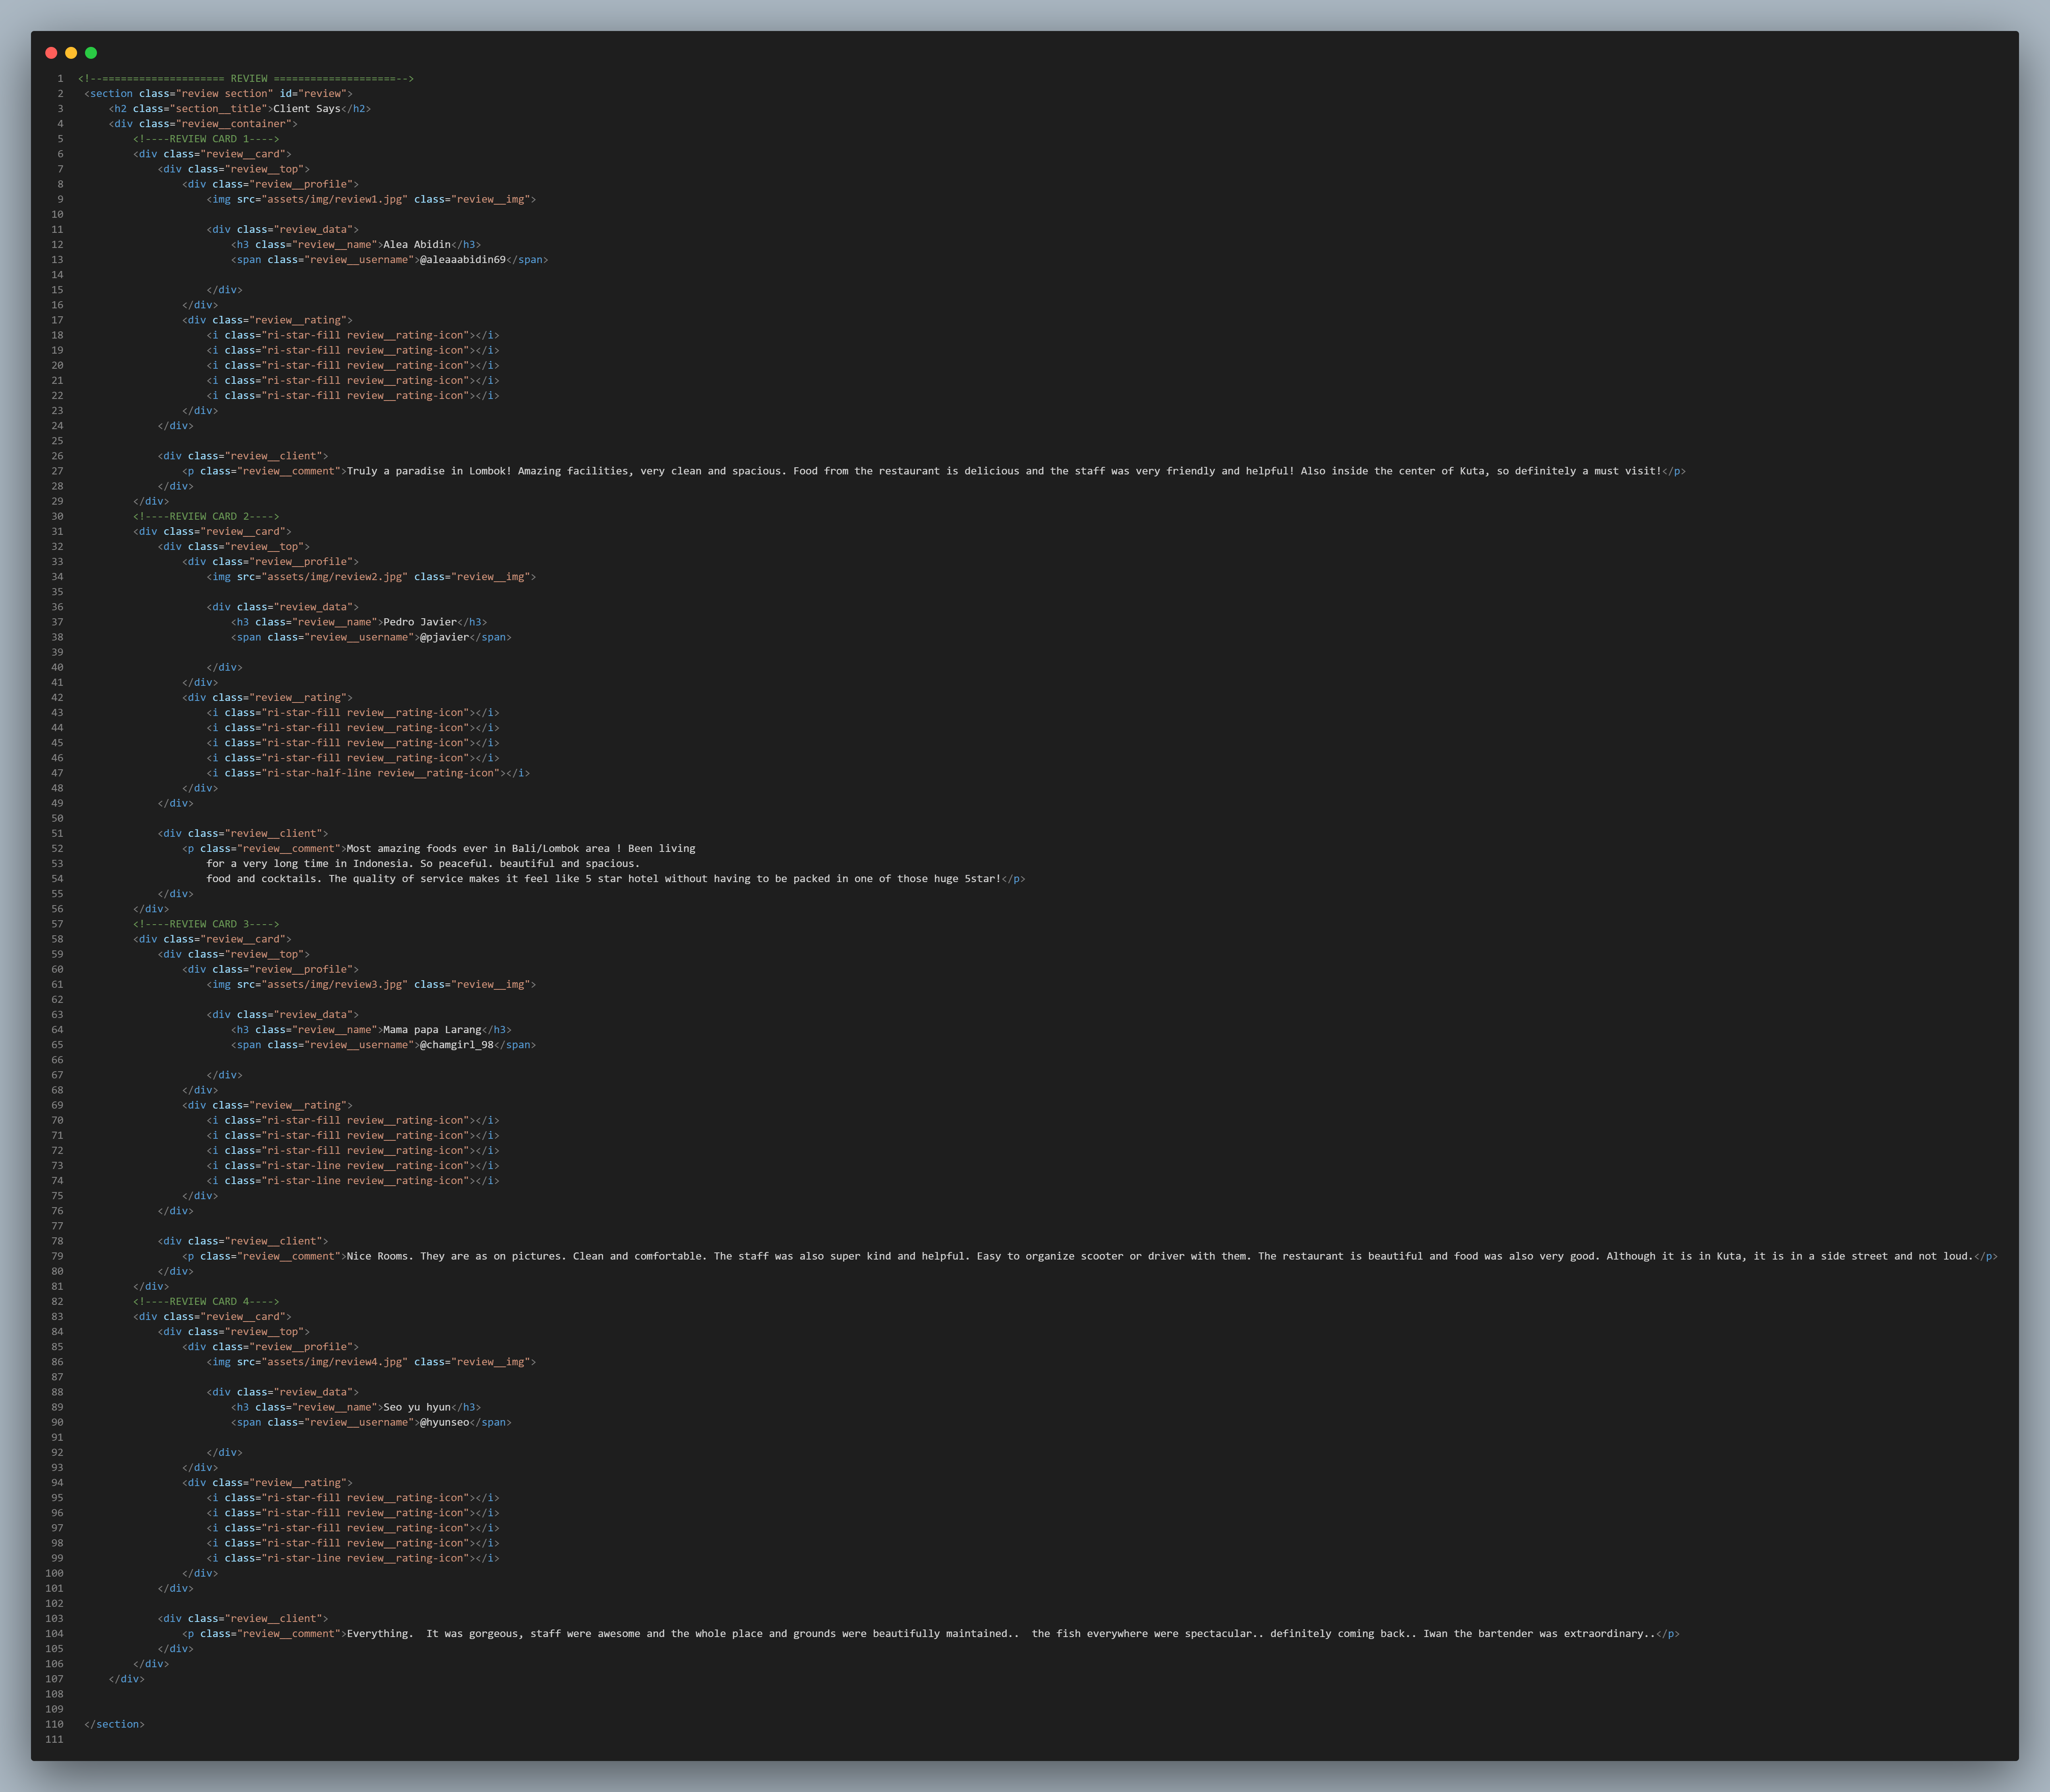 1 <!--==================== REVIEW ====================-->
2 <section class="review section" id="review">
3 <h2 class="section__title">Client Says</h2>
4 <div class="review__container">
5 <!----REVIEW CARD 1---->
6 <div class="review__card">
7 <div class="review__top">
8 <div class="review__profile">
9 <img src="assets/img/review1.jpg" class="review__img">
10
11 <div class="review_data">
12 <h3 class="review__name">Alea Abidin</h3>
13 <span class="review__username">@aleaaabidin69</span>
14
15 </div>
16 </div>
17 <div class="review__rating">
18 <i class="ri-star-fill review__rating-icon"></i>
19 <i class="ri-star-fill review__rating-icon"></i>
20 <i class="ri-star-fill review__rating-icon"></i>
21 <i class="ri-star-fill review__rating-icon"></i>
22 <i class="ri-star-fill review__rating-icon"></i>
23 </div>
24 </div>
25
26 <div class="review__client">
27 <p class="review__comment">Truly a paradise in Lombok! Amazing facilities, very clean and spacious. Food from the restaurant is delicious and the staff was very friendly and helpful! Also inside the center of Kuta, so definitely a must visit!</p>
28 </div>
29 </div>
30 <!----REVIEW CARD 2---->
31 <div class="review__card">
32 <div class="review__top">
33 <div class="review__profile">
34 <img src="assets/img/review2.jpg" class="review__img">
35
36 <div class="review_data">
37 <h3 class="review__name">Pedro Javier</h3>
38 <span class="review__username">@pjavier</span>
39
40 </div>
41 </div>
42 <div class="review__rating">
43 <i class="ri-star-fill review__rating-icon"></i>
44 <i class="ri-star-fill review__rating-icon"></i>
45 <i class="ri-star-fill review__rating-icon"></i>
46 <i class="ri-star-fill review__rating-icon"></i>
47 <i class="ri-star-half-line review__rating-icon"></i>
48 </div>
49 </div>
50
51 <div class="review__client">
52 <p class="review__comment">Most amazing foods ever in Bali/Lombok area ! Been living
53 for a very long time in Indonesia. So peaceful. beautiful and spacious.
54 food and cocktails. The quality of service makes it feel like 5 star hotel without having to be packed in one of those huge 5star!</p>
55 </div>
56 </div>
57 <!----REVIEW CARD 3---->
58 <div class="review__card">
59 <div class="review__top">
60 <div class="review__profile">
61 <img src="assets/img/review3.jpg" class="review__img">
62
63 <div class="review_data">
64 <h3 class="review__name">Mama papa Larang</h3>
65 <span class="review__username">@chamgirl_98</span>
66
67 </div>
68 </div>
69 <div class="review__rating">
70 <i class="ri-star-fill review__rating-icon"></i>
71 <i class="ri-star-fill review__rating-icon"></i>
72 <i class="ri-star-fill review__rating-icon"></i>
73 <i class="ri-star-line review__rating-icon"></i>
74 <i class="ri-star-line review__rating-icon"></i>
75 </div>
76 </div>
77
78 <div class="review__client">
79 <p class="review__comment">Nice Rooms. They are as on pictures. Clean and comfortable. The staff was also super kind and helpful. Easy to organize scooter or driver with them. The restaurant is beautiful and food was also very good. Although it is in Kuta, it is in a side street and not loud.</p>
80 </div>
81 </div>
82 <!----REVIEW CARD 4---->
83 <div class="review__card">
84 <div class="review__top">
85 <div class="review__profile">
86 <img src="assets/img/review4.jpg" class="review__img">
87
88 <div class="review_data">
89 <h3 class="review__name">Seo yu hyun</h3>
90 <span class="review__username">@hyunseo</span>
91
92 </div>
93 </div>
94 <div class="review__rating">
95 <i class="ri-star-fill review__rating-icon"></i>
96 <i class="ri-star-fill review__rating-icon"></i>
97 <i class="ri-star-fill review__rating-icon"></i>
98 <i class="ri-star-fill review__rating-icon"></i>
99 <i class="ri-star-line review__rating-icon"></i>
100 </div>
101 </div>
102
103 <div class="review__client">
104 <p class="review__comment">Everything.  It was gorgeous, staff were awesome and the whole place and grounds were beautifully maintained..  the fish everywhere were spectacular.. definitely coming back.. Iwan the bartender was extraordinary..</p>
105 </div>
106 </div>
107 </div>
108
109
110 </section>
111